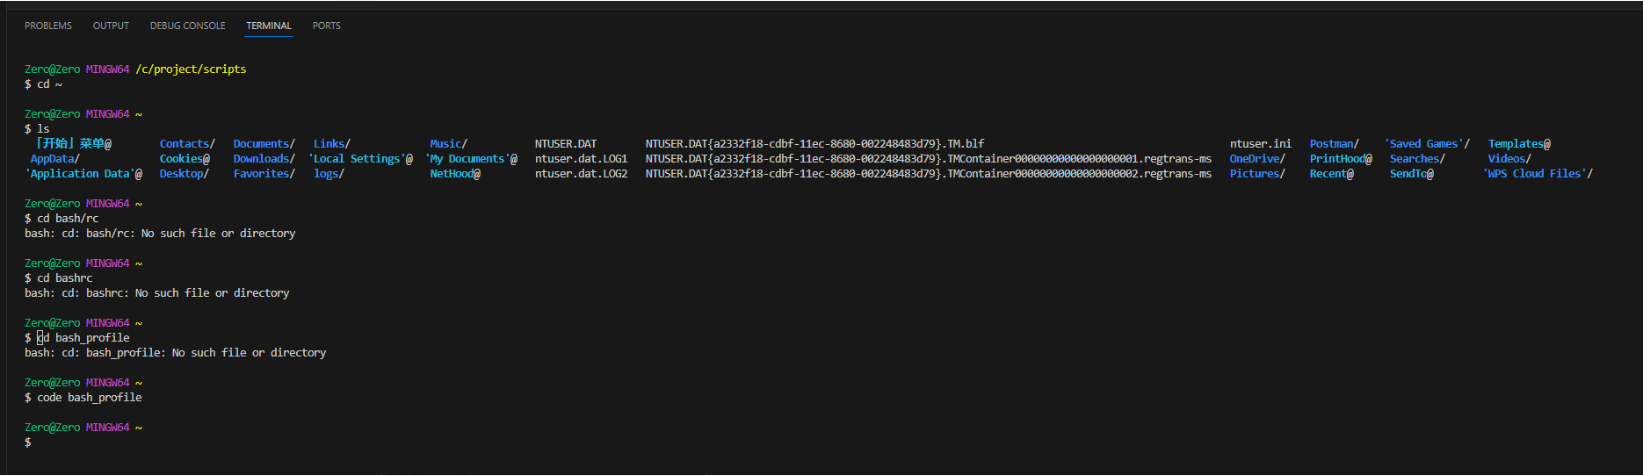 PROBLEMS OUTPUT DEBUG CONSOLE TERMINAL PORTS
Zero@Zero MINGW64 /c/project/scripts
$ cd ~
Zero@Zero MINGW64 ~
$ ls
「开始」菜单@ Contacts/ Documents/ Links/ Music/ NTUSER.DAT NTUSER.DAT{a2332f18-cdbf-11ec-8680-002248483d79}.TM.blf ntuser.ini Postman/ 'Saved Games'/ Templates@
AppData/ Cookies@ Downloads/ 'Local Settings'@ 'My Documents'@ ntuser.dat.LOG1 NTUSER.DAT{a2332f18-cdbf-11ec-8680-002248483d79}.TMContainer00000000000000000001.regtrans-ms OneDrive/ PrintHood@ Searches/ Videos/
'Application Data'@ Desktop/ Favorites/ logs/ NetHood@ ntuser.dat.LOG2 NTUSER.DAT{a2332f18-cdbf-11ec-8680-002248483d79}.TMContainer00000000000000000002.regtrans-ms Pictures/ Recent@ SendTo@ 'WPS Cloud Files'/
Zero@Zero MINGW64 ~
$ cd bash/rc
bash: cd: bash/rc: No such file or directory
Zero@Zero MINGW64 ~
$ cd bashrc
bash: cd: bashrc: No such file or directory
Zero@Zero MINGW64 ~
$ cd bash_profile
bash: cd: bash_profile: No such file or directory
Zero@Zero MINGW64 ~
$ code bash_profile
Zero@Zero MINGW64 ~
$